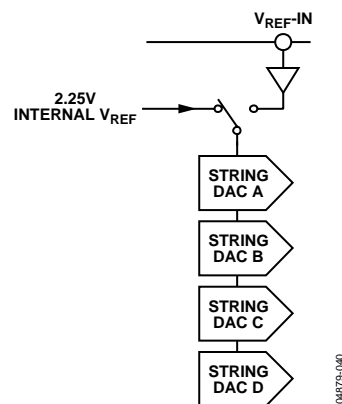 VREF-IN
2.25V
INTERNAL VREF
STRING
DAC A
STRING
DAC B
STRING
DAC C
STRING
DAC D
04879-040